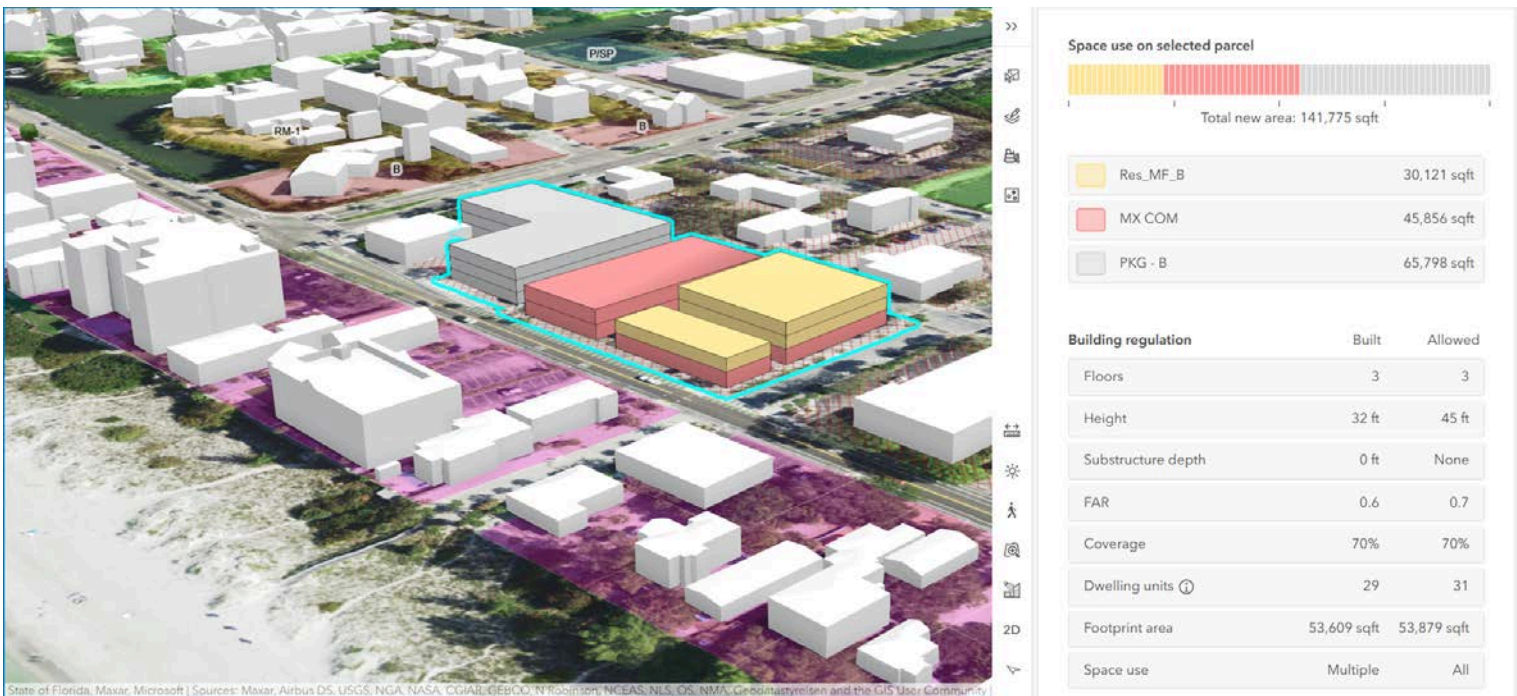 P/SP
RM-1
B
B
State of Florida, Maxar, Microsoft | Sources: Maxar, Airbus DS, USGS, NGA, NASA, CGIAR, GEBCO, N Robinson, NCEAS, NLS, OS, NMA, Geodatastyrelsen and the GIS User Community |
2D
Space use on selected parcel
Total new area: 141,775 sqft
Res_MF_B 30,121 sqft
MX COM 45,856 sqft
PKG - B 65,798 sqft
Building regulation Built Allowed
Floors 3 3
Height 32 ft 45 ft
Substructure depth 0 ft None
FAR 0.6 0.7
Coverage 70% 70%
Dwelling units 29 31
Footprint area 53,609 sqft 53,879 sqft
Space use Multiple All